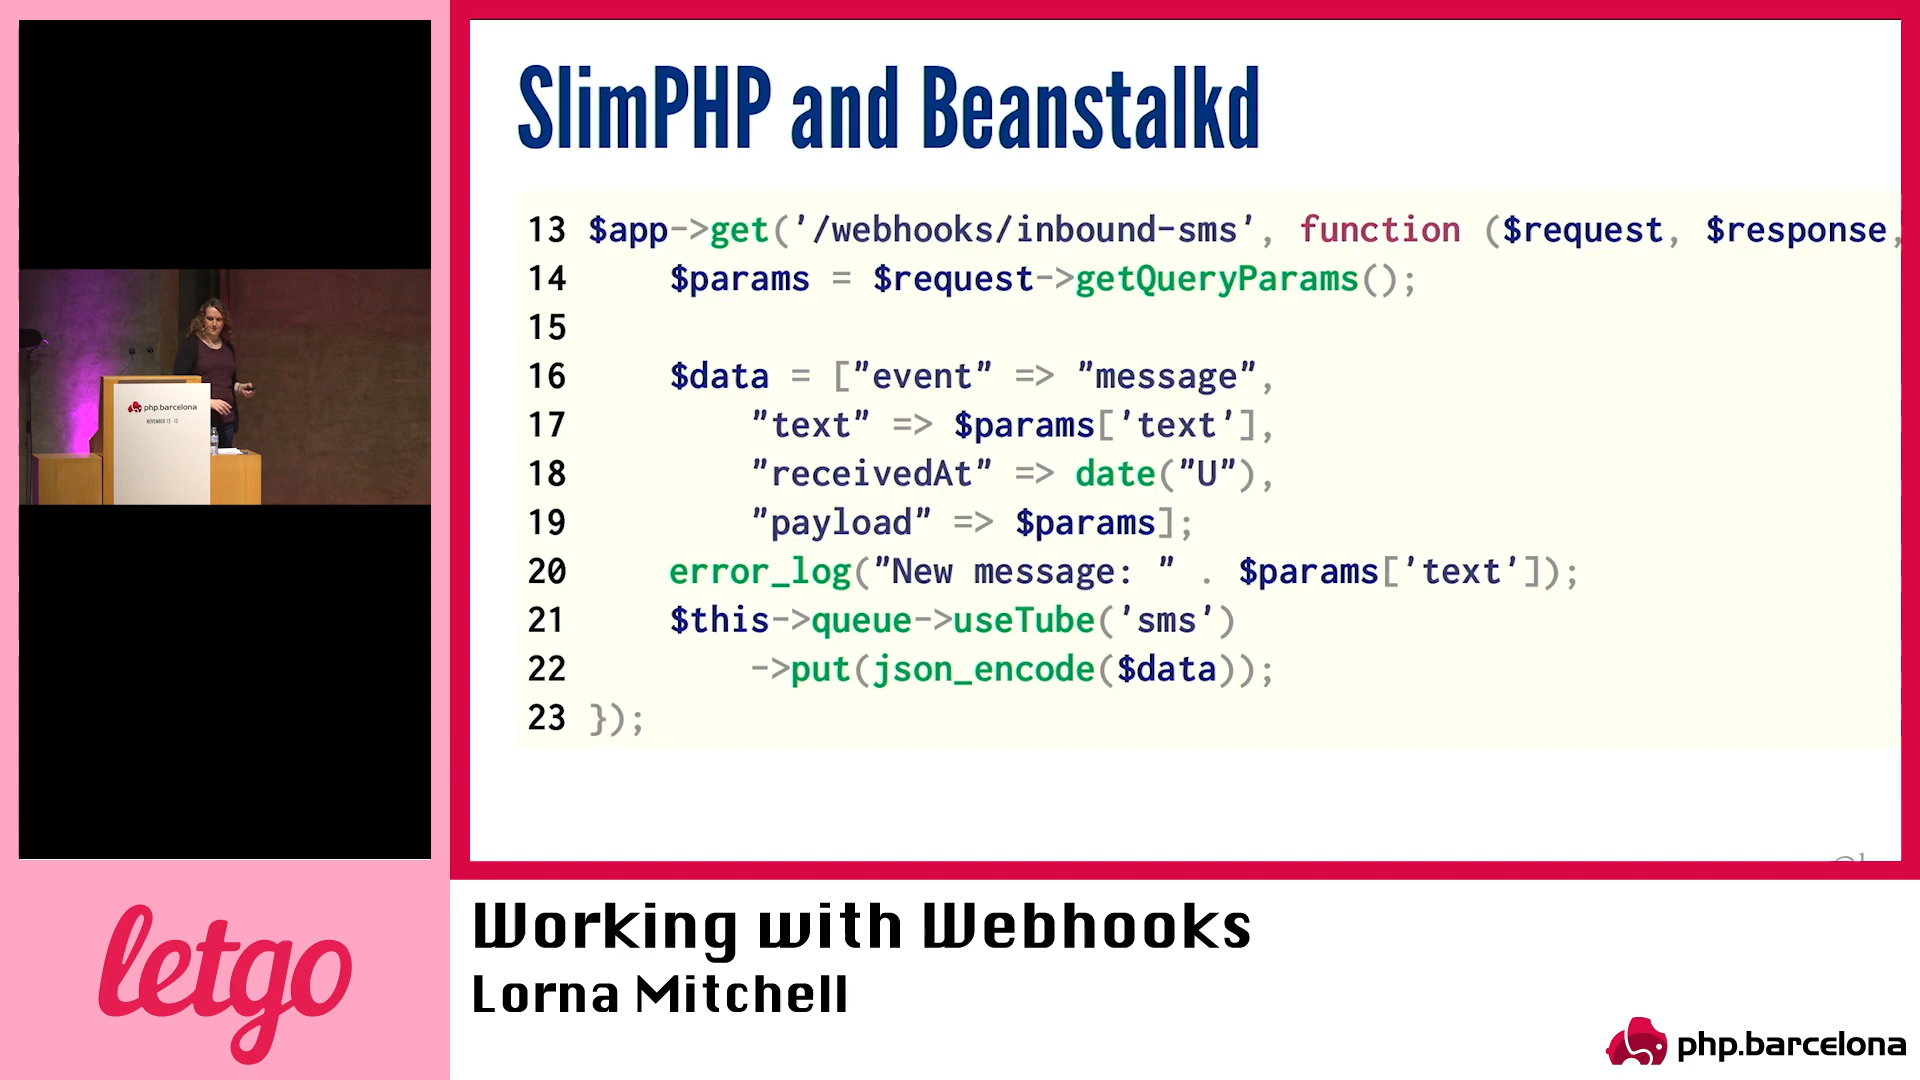 SlimPHP and Beanstalkd
13 $app->get('/webhooks/inbound-sms', function ($request, $response,
14 $params = $request->getQueryParams();
15
16 $data = ["event" => "message",
17 "text" => $params['text'],
18 "receivedAt" => date("U"),
19 "payload" => $params];
20 error_log("New message: " . $params['text']);
21 $this->queue->useTube('sms')
22 ->put(json_encode($data));
23 });
php.barcelona
NOVEMBER 12 - 13
letgo
Working with Webhooks
Lorna Mitchell
php.barcelona